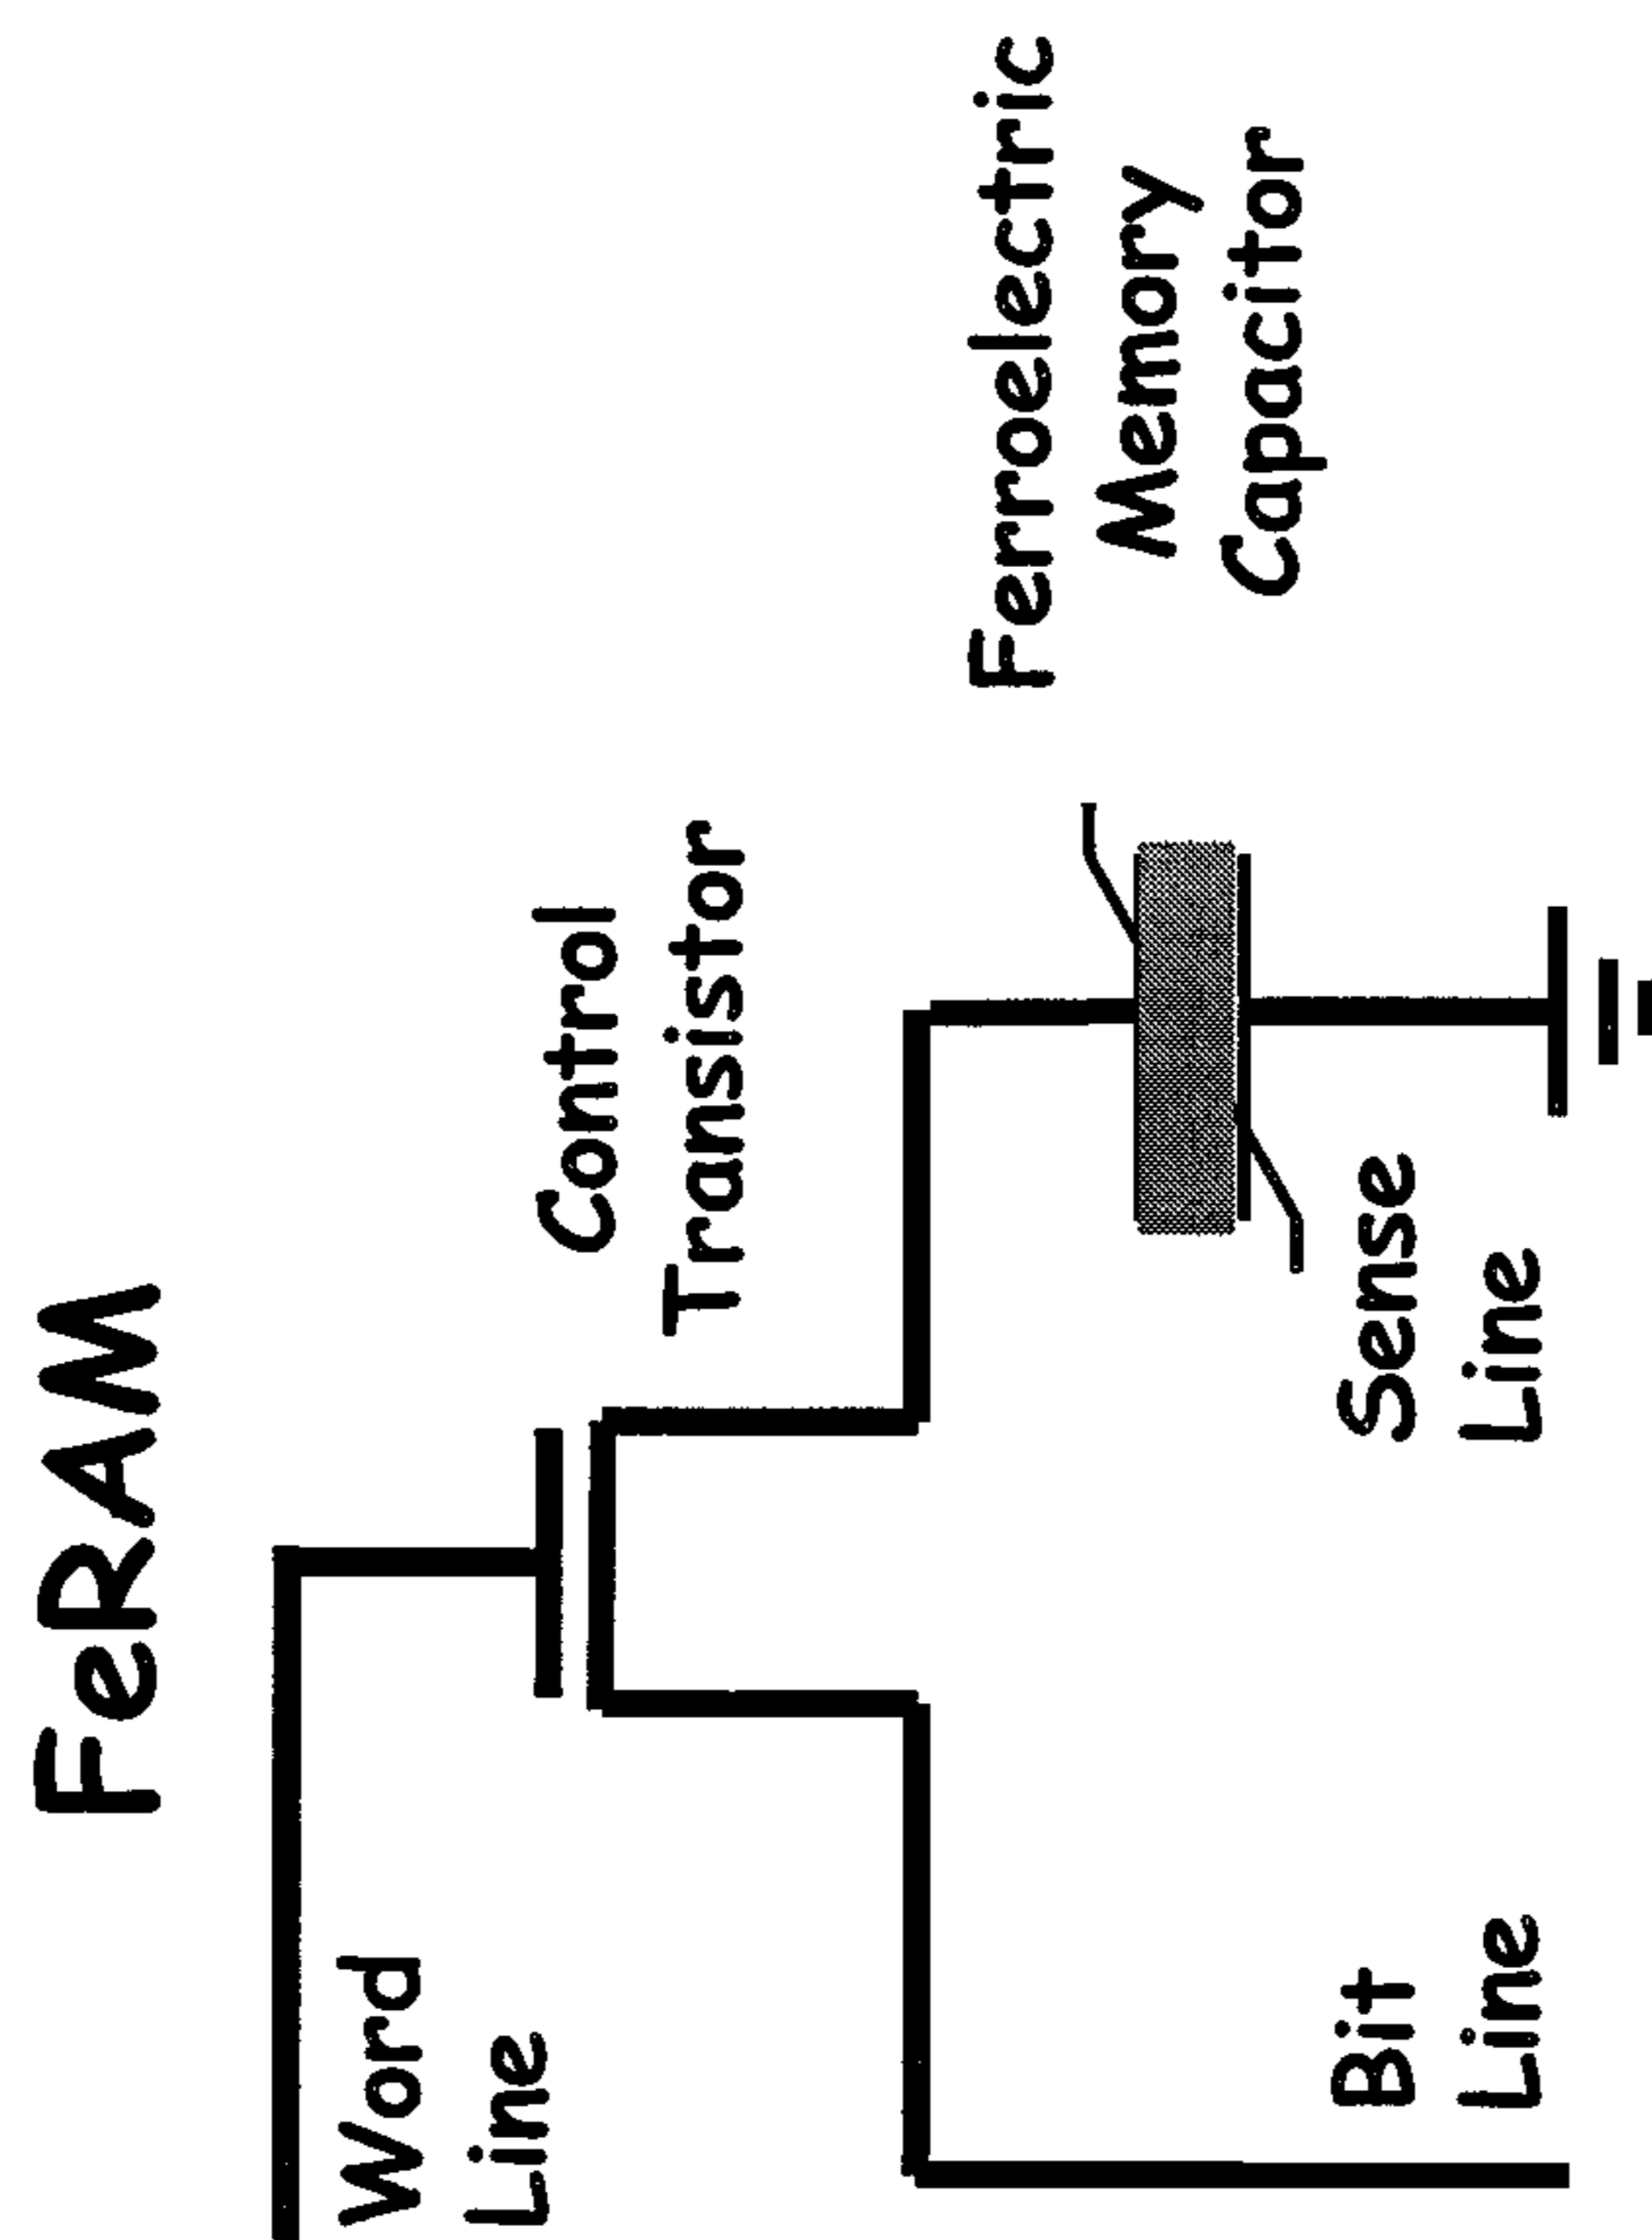 FeRAM
Word
Line
Control
Transistor
Ferroelectric
Memory
Capacitor
Bit
Line
Sense
Line